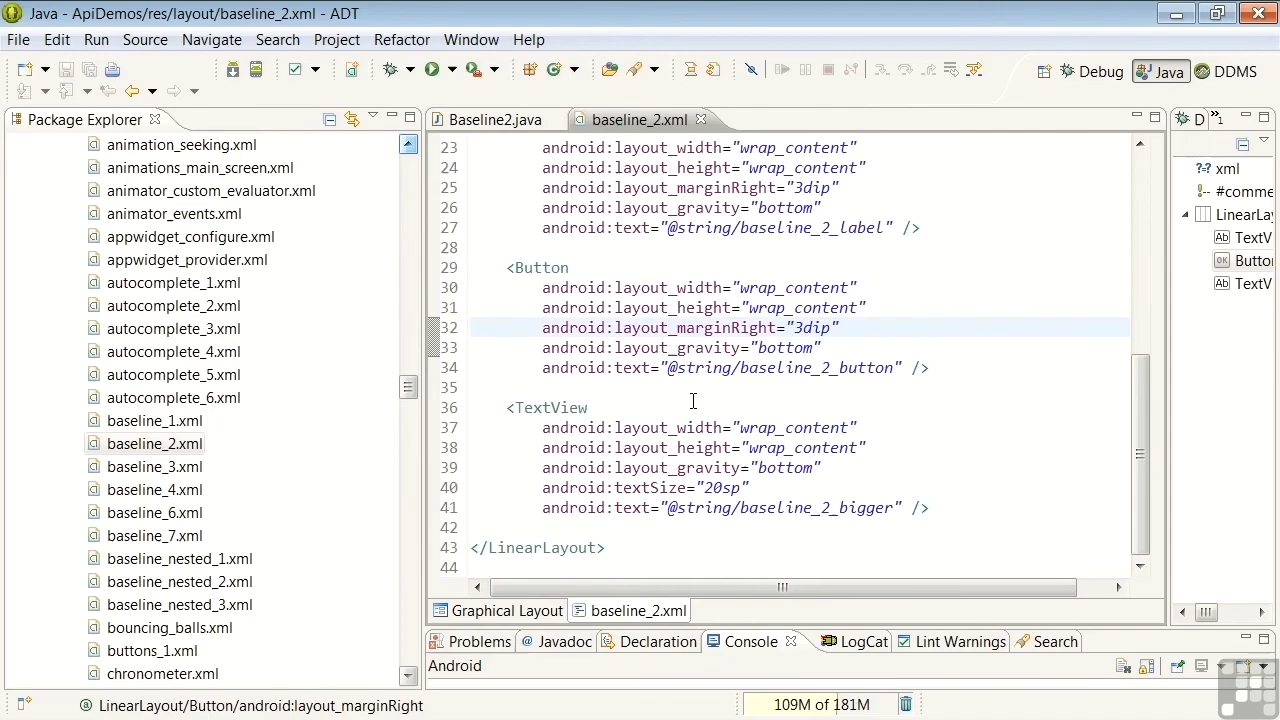 Java - ApiDemos/res/layout/baseline_2.xml - ADT
File Edit Run Source Navigate Search Project Refactor Window Help
Debug Java DDMS
Package Explorer
animation_seeking.xml
animations_main_screen.xml
animator_custom_evaluator.xml
animator_events.xml
appwidget_configure.xml
appwidget_provider.xml
autocomplete_1.xml
autocomplete_2.xml
autocomplete_3.xml
autocomplete_4.xml
autocomplete_5.xml
autocomplete_6.xml
baseline_1.xml
baseline_2.xml
baseline_3.xml
baseline_4.xml
baseline_6.xml
baseline_7.xml
baseline_nested_1.xml
baseline_nested_2.xml
baseline_nested_3.xml
bouncing_balls.xml
buttons_1.xml
chronometer.xml
Baseline2.java baseline_2.xml
23 android:layout_width="wrap_content"
24 android:layout_height="wrap_content"
25 android:layout_marginRight="3dip"
26 android:layout_gravity="bottom"
27 android:text="@string/baseline_2_label" />
28
29 <Button
30 android:layout_width="wrap_content"
31 android:layout_height="wrap_content"
32 android:layout_marginRight="3dip"
33 android:layout_gravity="bottom"
34 android:text="@string/baseline_2_button" />
35
36 <TextView
37 android:layout_width="wrap_content"
38 android:layout_height="wrap_content"
39 android:layout_gravity="bottom"
40 android:textSize="20sp"
41 android:text="@string/baseline_2_bigger" />
42
43 </LinearLayout>
44
Graphical Layout baseline_2.xml
D »1
xml
#comme
LinearLay
Ab TextV
OK Butto
Ab TextV
Problems @ Javadoc Declaration Console LogCat Lint Warnings Search
Android
LinearLayout/Button/android:layout_marginRight
109M of 181M